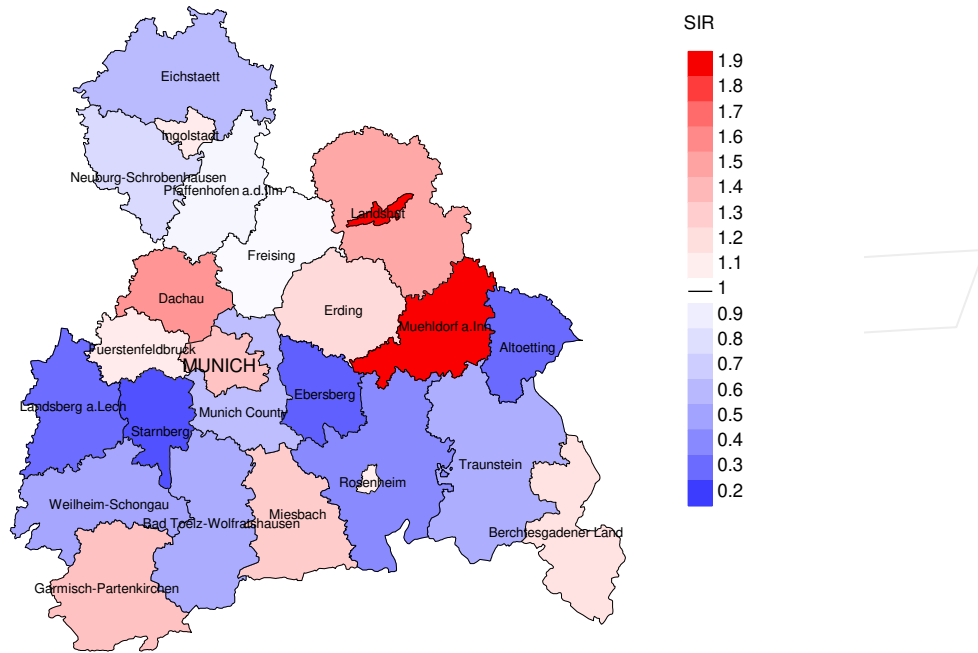 SIR
1.9
1.8
1.7
1.6
1.5
1.4
1.3
1.2
1.1
1
0.9
0.8
0.7
0.6
0.5
0.4
0.3
0.2
Eichstaett
Ingolstadt
Neuburg-Schrobenhausen
Pfaffenhofen a.d.Ilm
Landshut
Freising
Dachau
Erding
Muehldorf a.Inn
Altoetting
Fuerstenfeldbruck
MUNICH
Ebersberg
Landsberg a.Lech
Munich County
Starnberg
Traunstein
Rosenheim
Weilheim-Schongau
Miesbach
Bad Toelz-Wolfratshausen
Berchtesgadener Land
Garmisch-Partenkirchen